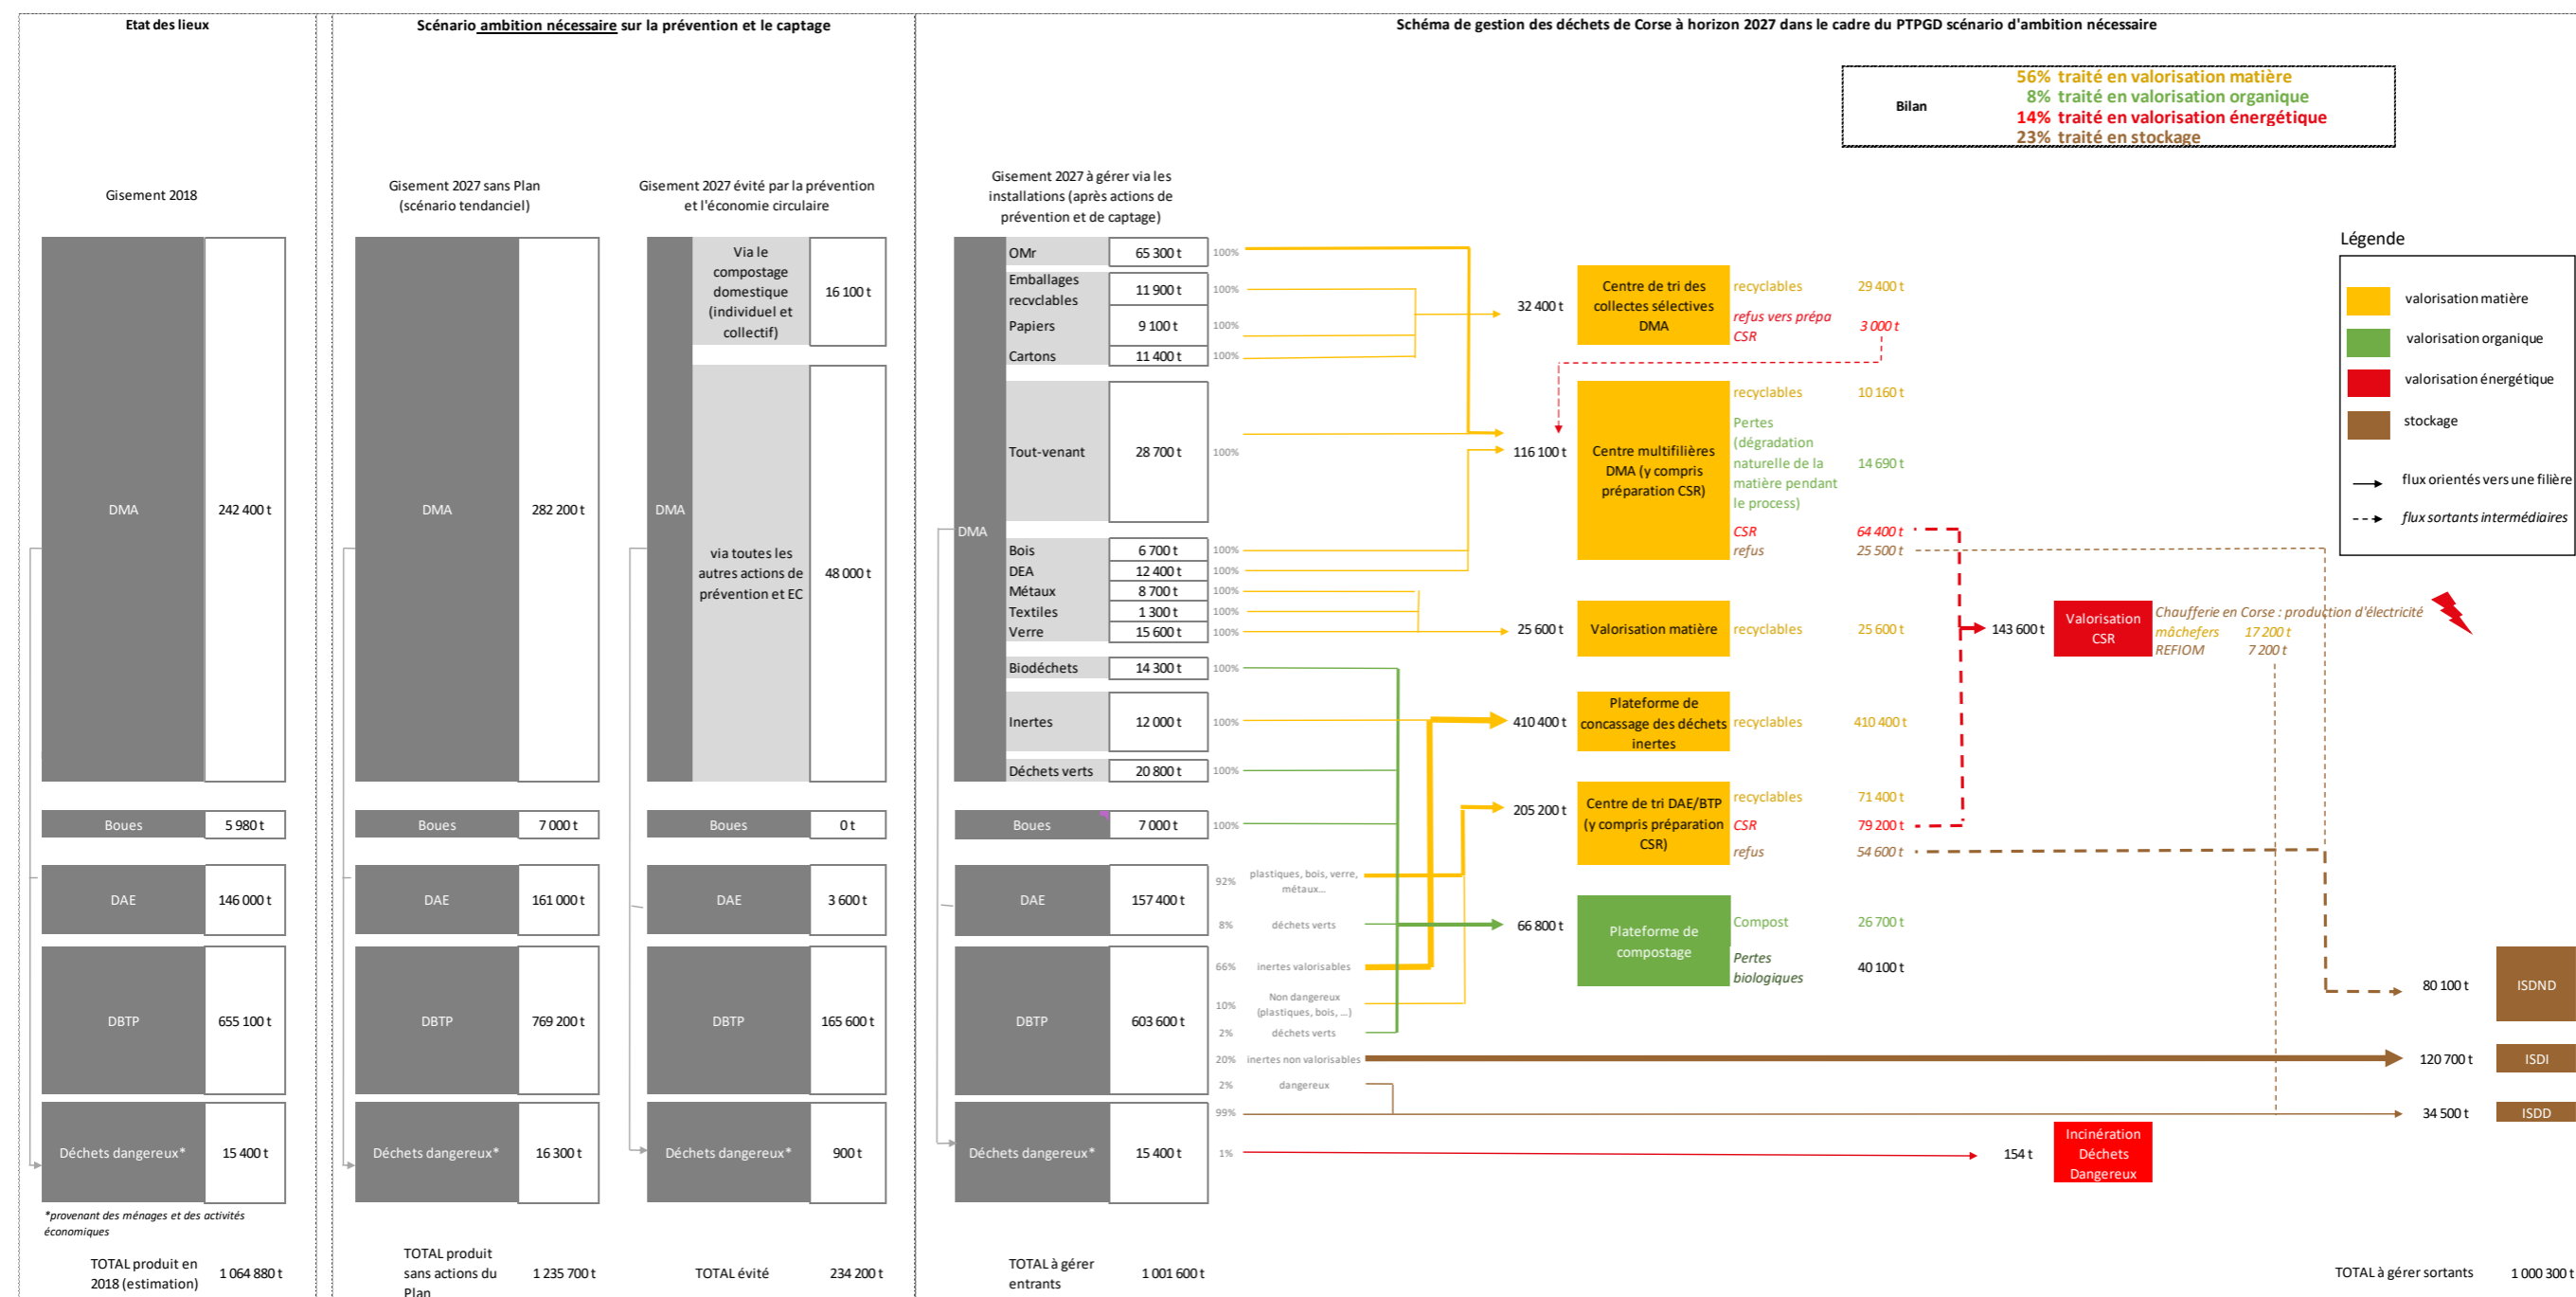 Etat des lieux
Scénario ambition nécessaire sur la prévention et le captage
Schéma de gestion des déchets de Corse à horizon 2027 dans le cadre du PTPGD scénario d'ambition nécessaire
Bilan
56% traité en valorisation matière
8% traité en valorisation organique
14% traité en valorisation énergétique
23% traité en stockage
Gisement 2018
DMA
242 400 t
Boues
5 980 t
DAE
146 000 t
DBTP
655 100 t
Déchets dangereux*
15 400 t
*provenant des ménages et des activités
économiques
TOTAL produit en
2018 (estimation)
1 064 880 t
Gisement 2027 sans Plan
(scénario tendanciel)
DMA
282 200 t
Boues
7 000 t
DAE
161 000 t
DBTP
769 200 t
Déchets dangereux*
16 300 t
TOTAL produit
sans actions du
Plan
1 235 700 t
Gisement 2027 évité par la prévention
et l'économie circulaire
DMA
Via le
compostage
domestique
(individuel et
collectif)
16 100 t
via toutes les
autres actions de
prévention et EC
48 000 t
Boues
0 t
DAE
3 600 t
DBTP
165 600 t
Déchets dangereux*
900 t
TOTAL évité
234 200 t
Gisement 2027 à gérer via les
installations (après actions de
prévention et de captage)
DMA
OMr 65 300 t 100%
Emballages
recyclables
11 900 t 100%
Papiers 9 100 t 100%
Cartons 11 400 t 100%
Tout-venant 28 700 t 100%
Bois 6 700 t 100%
DEA 12 400 t 100%
Métaux 8 700 t 100%
Textiles 1 300 t 100%
Verre 15 600 t 100%
Biodéchets 14 300 t 100%
Inertes 12 000 t 100%
Déchets verts 20 800 t 100%
Boues 7 000 t 100%
DAE 157 400 t
92% plastiques, bois, verre,
métaux...
8% déchets verts
DBTP 603 600 t
66% inertes valorisables
10% Non dangereux
(plastiques, bois, ...)
2% déchets verts
20% inertes non valorisables
2% dangereux
Déchets dangereux* 15 400 t
99%
1%
TOTAL à gérer
entrants
1 001 600 t
32 400 t
Centre de tri des
collectes sélectives
DMA
recyclables 29 400 t
refus vers prépa
CSR
3 000 t
116 100 t
Centre multifilières
DMA (y compris
préparation CSR)
recyclables 10 160 t
Pertes
(dégradation
naturelle de la
matière pendant
le process)
14 690 t
CSR 64 400 t
refus 25 500 t
25 600 t
Valorisation matière
recyclables 25 600 t
410 400 t
Plateforme de
concassage des déchets
inertes
recyclables 410 400 t
205 200 t
Centre de tri DAE/BTP
(y compris préparation
CSR)
recyclables 71 400 t
CSR 79 200 t
refus 54 600 t
66 800 t
Plateforme de
compostage
Compost 26 700 t
Pertes
biologiques
40 100 t
143 600 t
Valorisation
CSR
Chaufferie en Corse : production d'électricité
mâchefers 17 200 t
REFIOM 7 200 t
154 t
Incinération
Déchets
Dangereux
80 100 t ISDND
120 700 t ISDI
34 500 t ISDD
TOTAL à gérer sortants 1 000 300 t
Légende
valorisation matière
valorisation organique
valorisation énergétique
stockage
flux orientés vers une filière
flux sortants intermédiaires